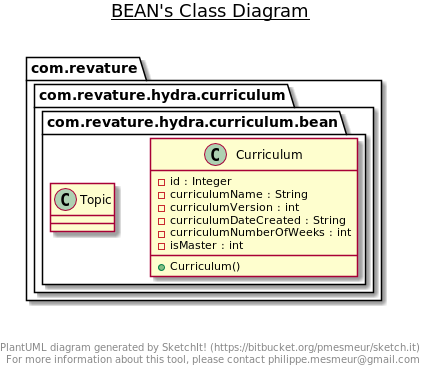 BEAN's Class Diagram
com.revature
com.revature.hydra.curriculum
com.revature.hydra.curriculum.bean
C Topic
C Curriculum
id : Integer
curriculumName : String
curriculumVersion : int
curriculumDateCreated : String
curriculumNumberOfWeeks : int
isMaster : int
Curriculum()
PlantUML diagram generated by SketchIt! (https://bitbucket.org/pmesmeur/sketch.it)
For more information about this tool, please contact philippe.mesmeur@gmail.com